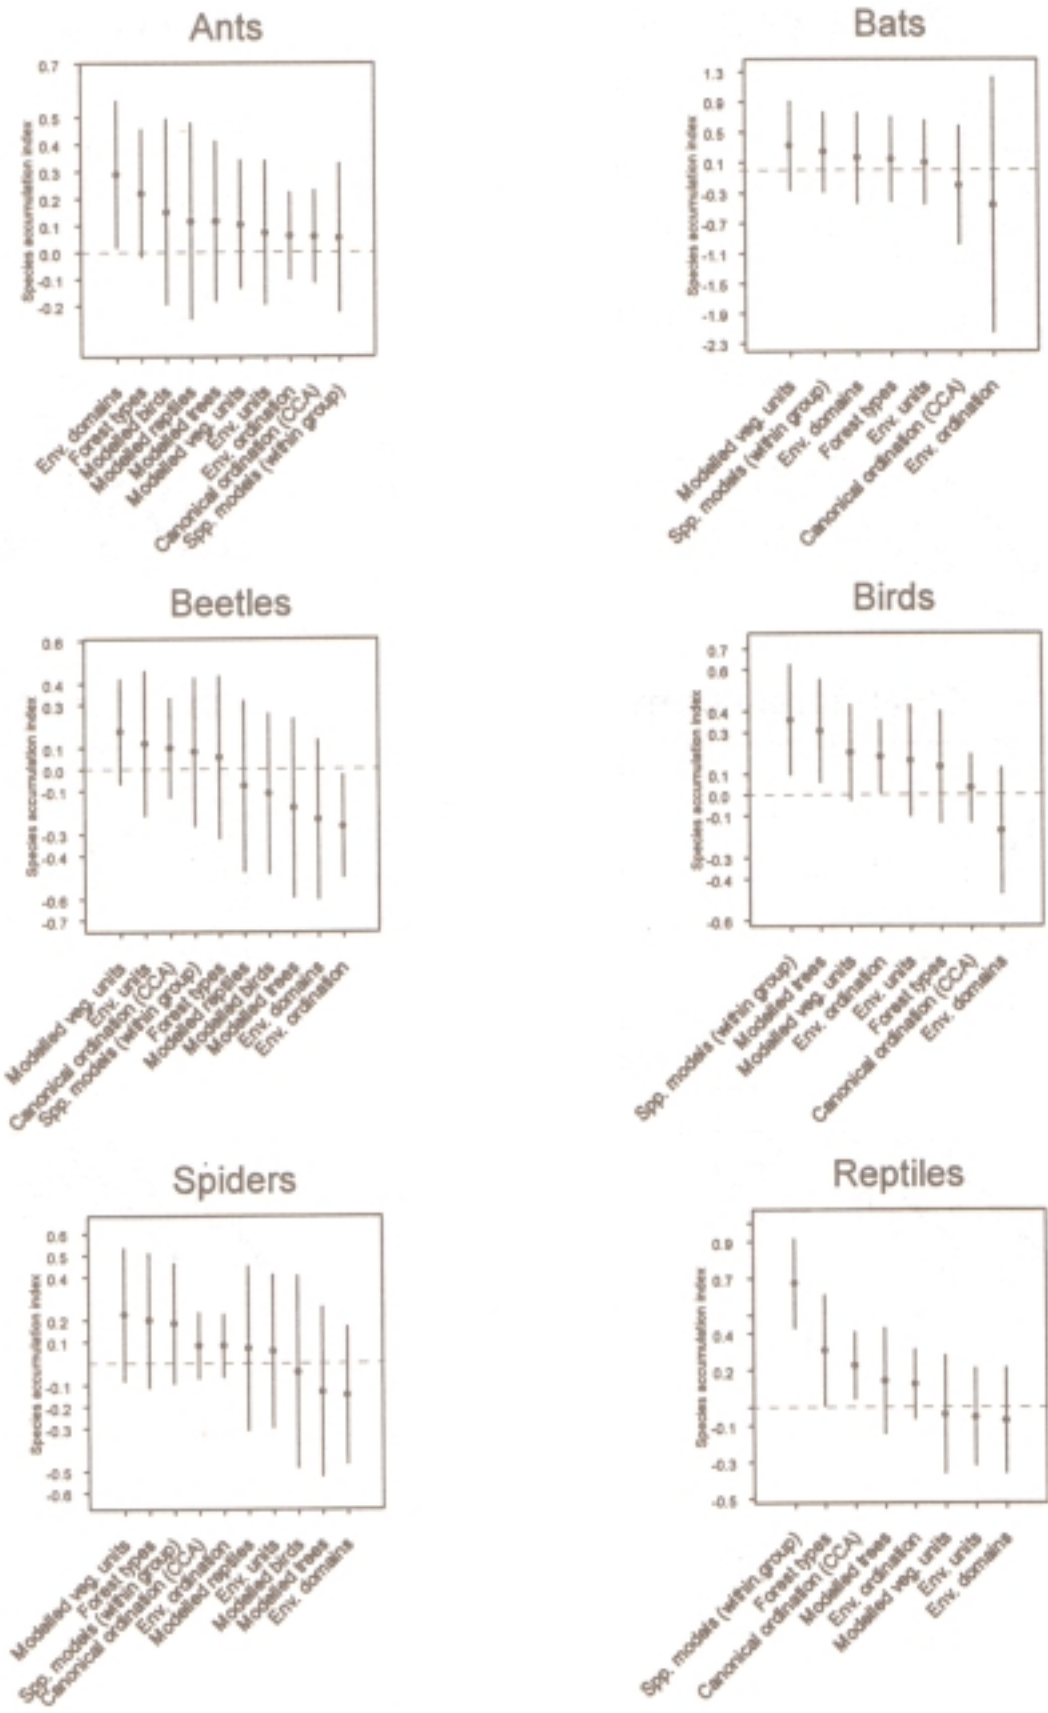 Ants
Species accumulation index
0.7
0.5
0.4
0.3
0.2
0.1
0.0
-0.1
-0.2
Env. domains
Forest types
Modelled birds
Modelled reptiles
Modelled trees
Modelled veg. units
Env. units
Env. ordination
Canonical ordination (CCA)
Spp. models (within group)
Bats
Species accumulation index
1.3
0.9
0.5
0.1
-0.3
-0.7
-1.1
-1.5
-1.9
-2.3
Modelled veg. units
Spp. models (within group)
Env. domains
Forest types
Env. units
Canonical ordination (CCA)
Env. ordination
Beetles
Species accumulation index
0.6
0.4
0.3
0.1
0.0
-0.1
-0.3
-0.4
-0.6
-0.7
Modelled veg. units
Env. units
Canonical ordination (CCA)
Spp. models (within group)
Forest types
Modelled reptiles
Modelled birds
Modelled trees
Env. domains
Env. ordination
Birds
Species accumulation index
0.7
0.6
0.4
0.3
0.1
0.0
-0.1
-0.3
-0.4
-0.6
Spp. models (within group)
Modelled trees
Modelled veg. units
Env. ordination
Env. units
Forest types
Canonical ordination (CCA)
Env. domains
Spiders
Species accumulation index
0.6
0.5
0.4
0.2
0.1
-0.1
-0.2
-0.3
-0.5
-0.6
Modelled veg. units
Forest types
Spp. models (within group)
Canonical ordination (CCA)
Env. ordination
Modelled reptiles
Env. units
Modelled birds
Modelled trees
Env. domains
Reptiles
Species accumulation index
0.9
0.7
0.4
0.2
-0.1
-0.3
-0.5
Spp. models (within group)
Forest types
Canonical ordination (CCA)
Modelled trees
Env. ordination
Modelled veg. units
Env. units
Env. domains